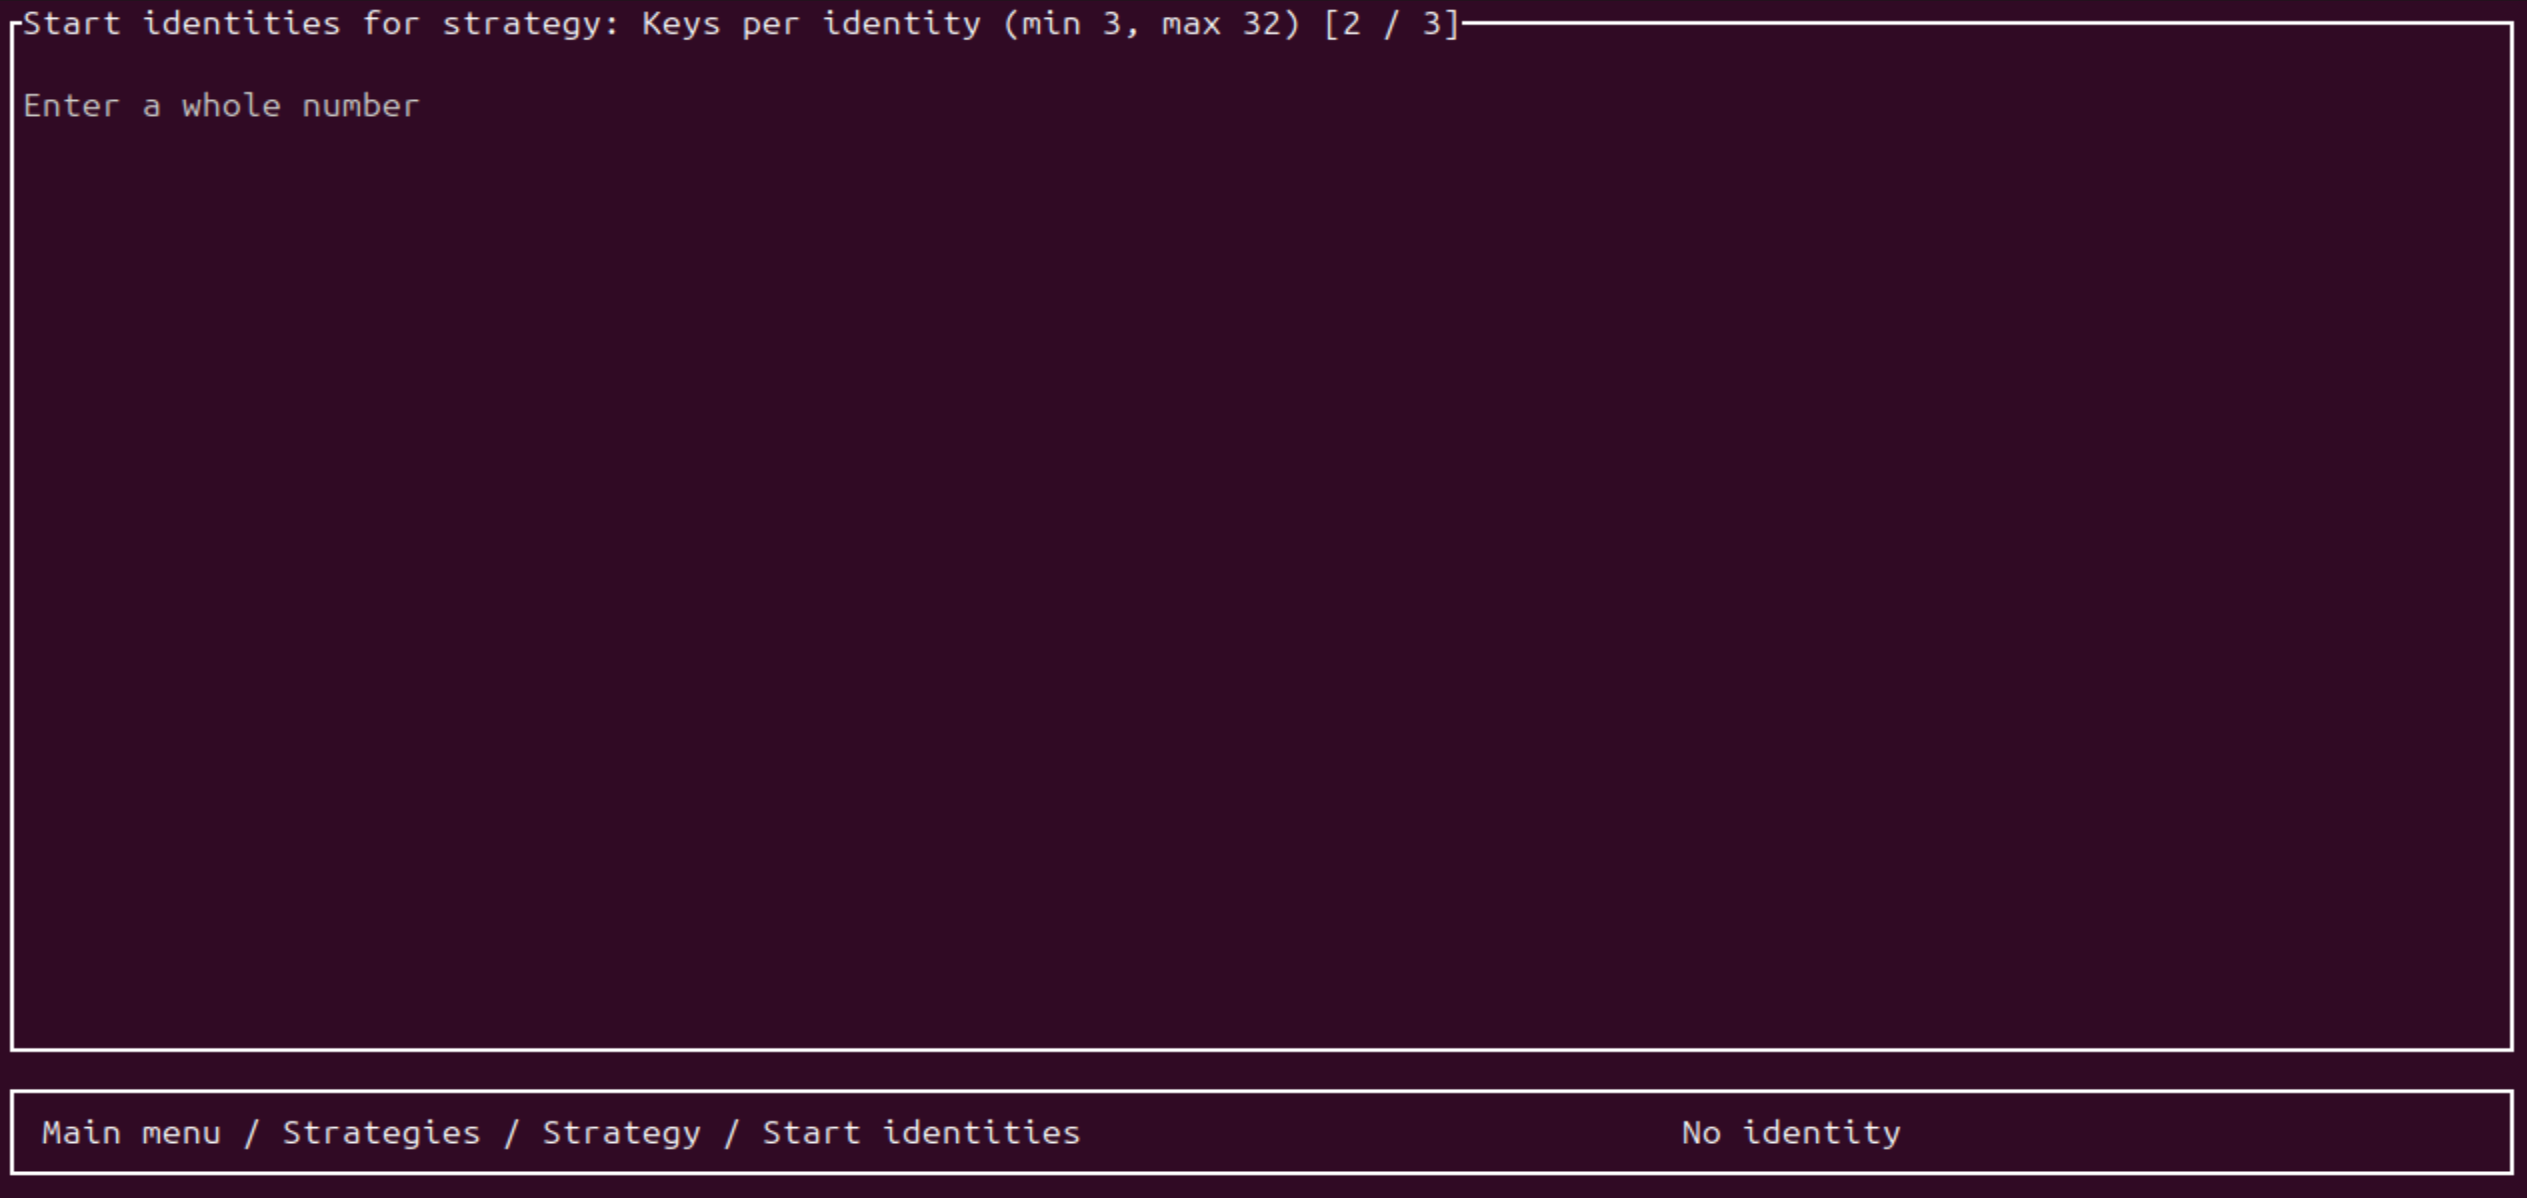 Start identities for strategy: Keys per identity (min 3, max 32) [2 / 3]
Enter a whole number
Main menu / Strategies / Strategy / Start identities No identity